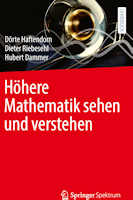 Dörte Haftendorn
Dieter Riebesehl
Hubert Dammer
Höhere
Mathematik sehen
und verstehen
Springer Spektrum